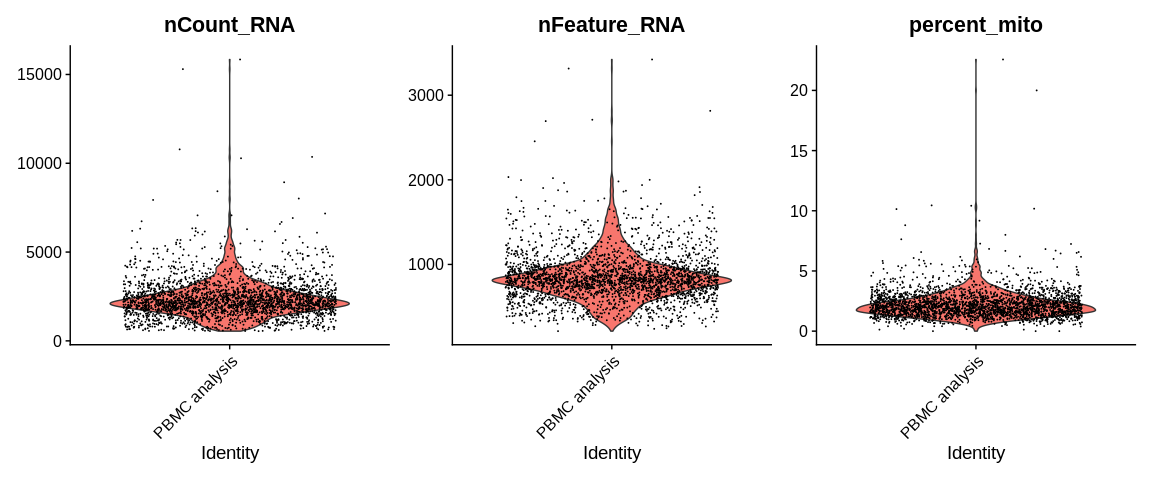 nCount_RNA
15000
10000
5000
0
PBMC analysis
Identity
nFeature_RNA
3000
2000
1000
PBMC analysis
Identity
percent_mito
20
15
10
5
0
PBMC analysis
Identity